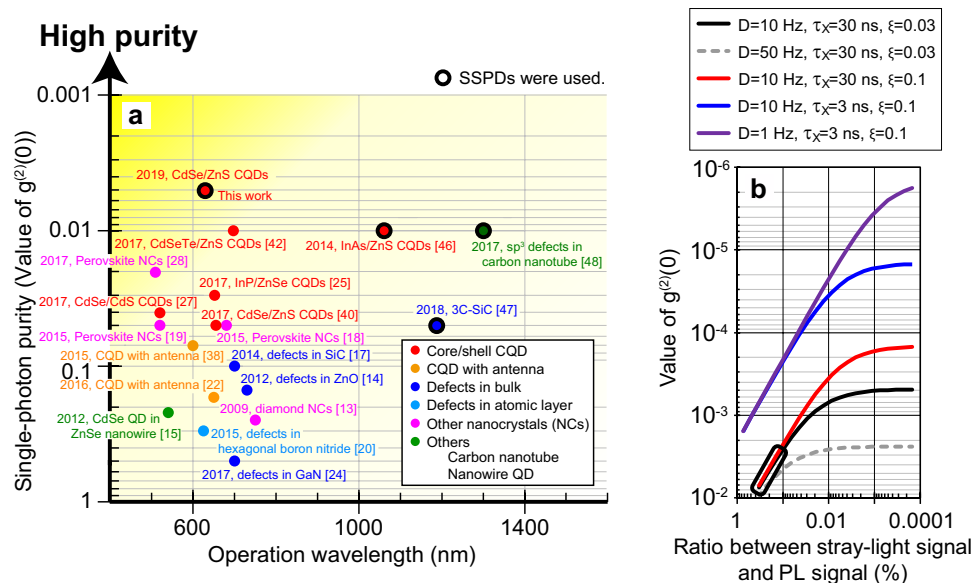 High purity
SSPDs were used.
a
Single-photon purity (Value of g⁽²⁾(0))
0.001
0.01
0.1
1
2019, CdSe/ZnS CQDs
This work
2017, CdSeTe/ZnS CQDs [42]
2014, InAs/ZnS CQDs [46]
2017, sp³ defects in
carbon nanotube [48]
2017, Perovskite NCs [28]
2017, InP/ZnSe CQDs [25]
2017, CdSe/CdS CQDs [27]
2017, CdSe/ZnS CQDs [40]
2018, 3C-SiC [47]
2015, Perovskite NCs [19]
2015, Perovskite NCs [18]
2015, CQD with antenna [38]
2014, defects in SiC [17]
2016, CQD with antenna [22]
2012, defects in ZnO [14]
2009, diamond NCs [13]
2012, CdSe QD in
ZnSe nanowire [15]
2015, defects in
hexagonal boron nitride [20]
2017, defects in GaN [24]
Core/shell CQD
CQD with antenna
Defects in bulk
Defects in atomic layer
Other nanocrystals (NCs)
Others
Carbon nanotube
Nanowire QD
600
1000
1400
Operation wavelength (nm)
D=10 Hz, τX=30 ns, ξ=0.03
D=50 Hz, τX=30 ns, ξ=0.03
D=10 Hz, τX=30 ns, ξ=0.1
D=10 Hz, τX=3 ns, ξ=0.1
D=1 Hz, τX=3 ns, ξ=0.1
b
Value of g⁽²⁾(0)
10⁻⁶
10⁻⁵
10⁻⁴
10⁻³
10⁻²
1
0.01
0.0001
Ratio between stray-light signal
and PL signal (%)